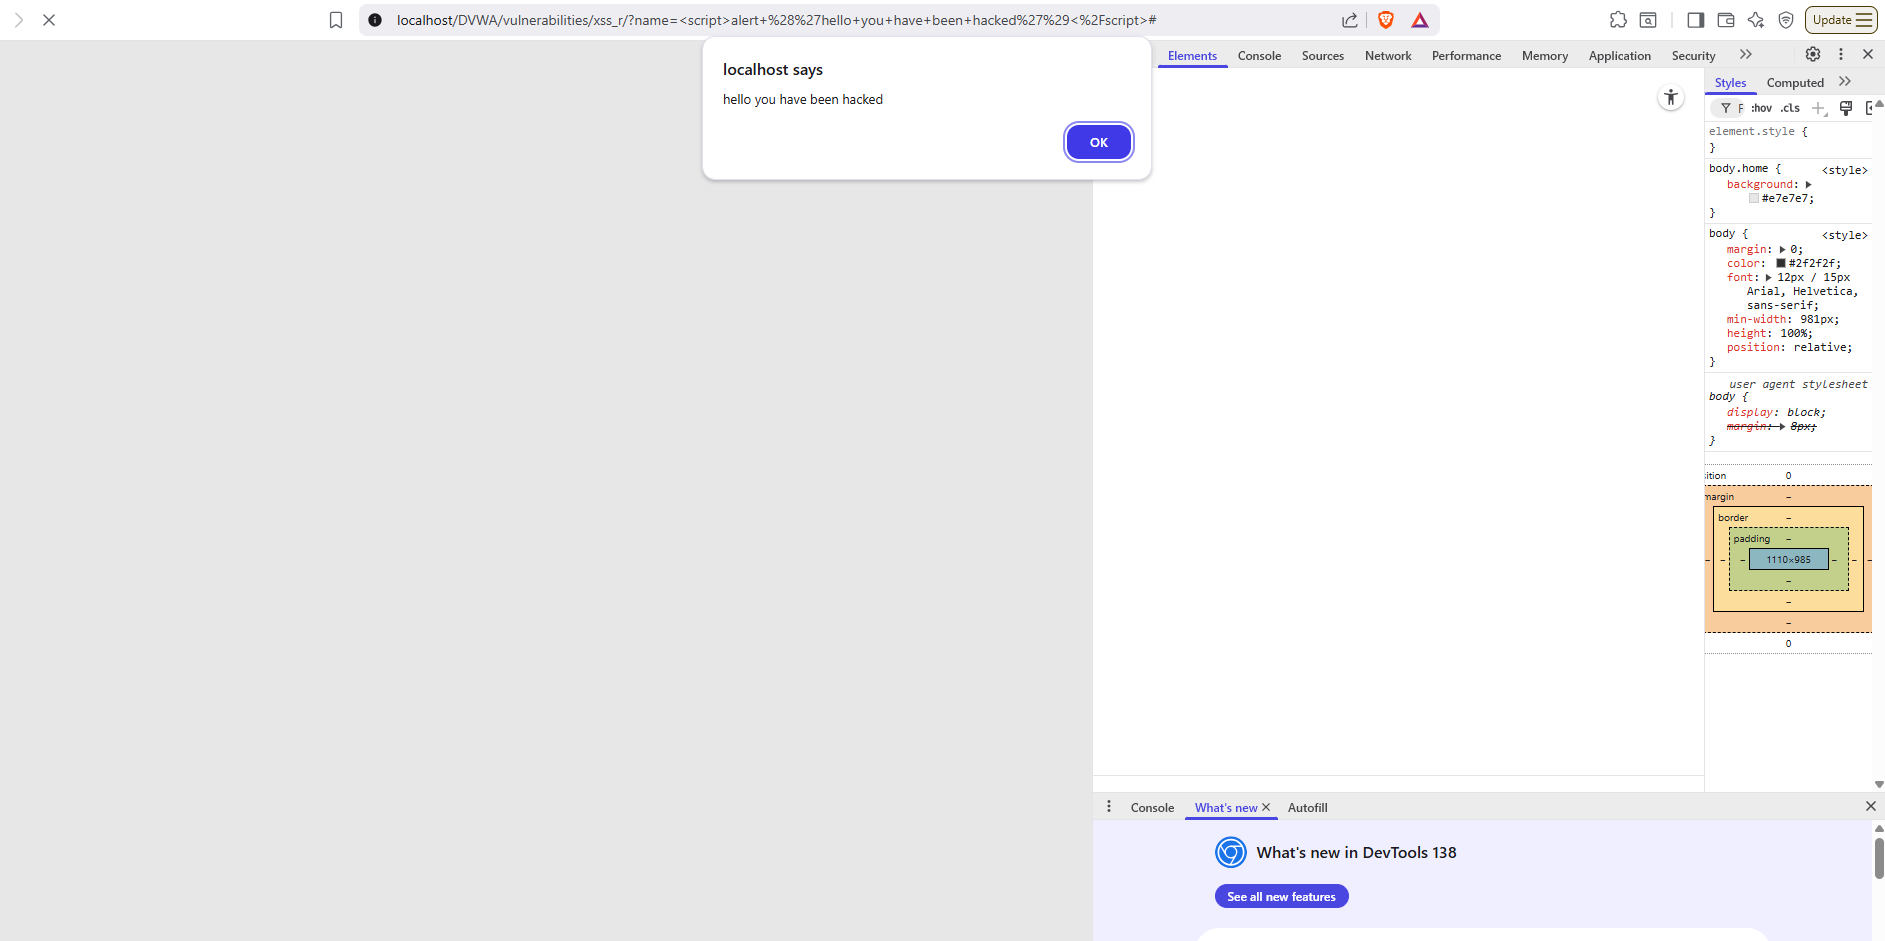 localhost/DVWA/vulnerabilities/xss_r/?name=<script>alert+%28%27hello+you+have+been+hacked%27%29<%2Fscript>#
Update
localhost says
hello you have been hacked
OK
Elements Console Sources Network Performance Memory Application Security
Styles Computed
F :hov .cls
element.style {
}
body.home { <style>
background:
#e7e7e7;
}
body { <style>
margin: 0;
color: #2f2f2f;
font: 12px / 15px
Arial, Helvetica,
sans-serif;
min-width: 981px;
height: 100%;
position: relative;
}
user agent stylesheet
body {
display: block;
margin: 8px;
}
ition 0
margin –
border –
padding –
– – – 1110×985 – – –
–
–
–
0
Console What's new Autofill
What's new in DevTools 138
See all new features